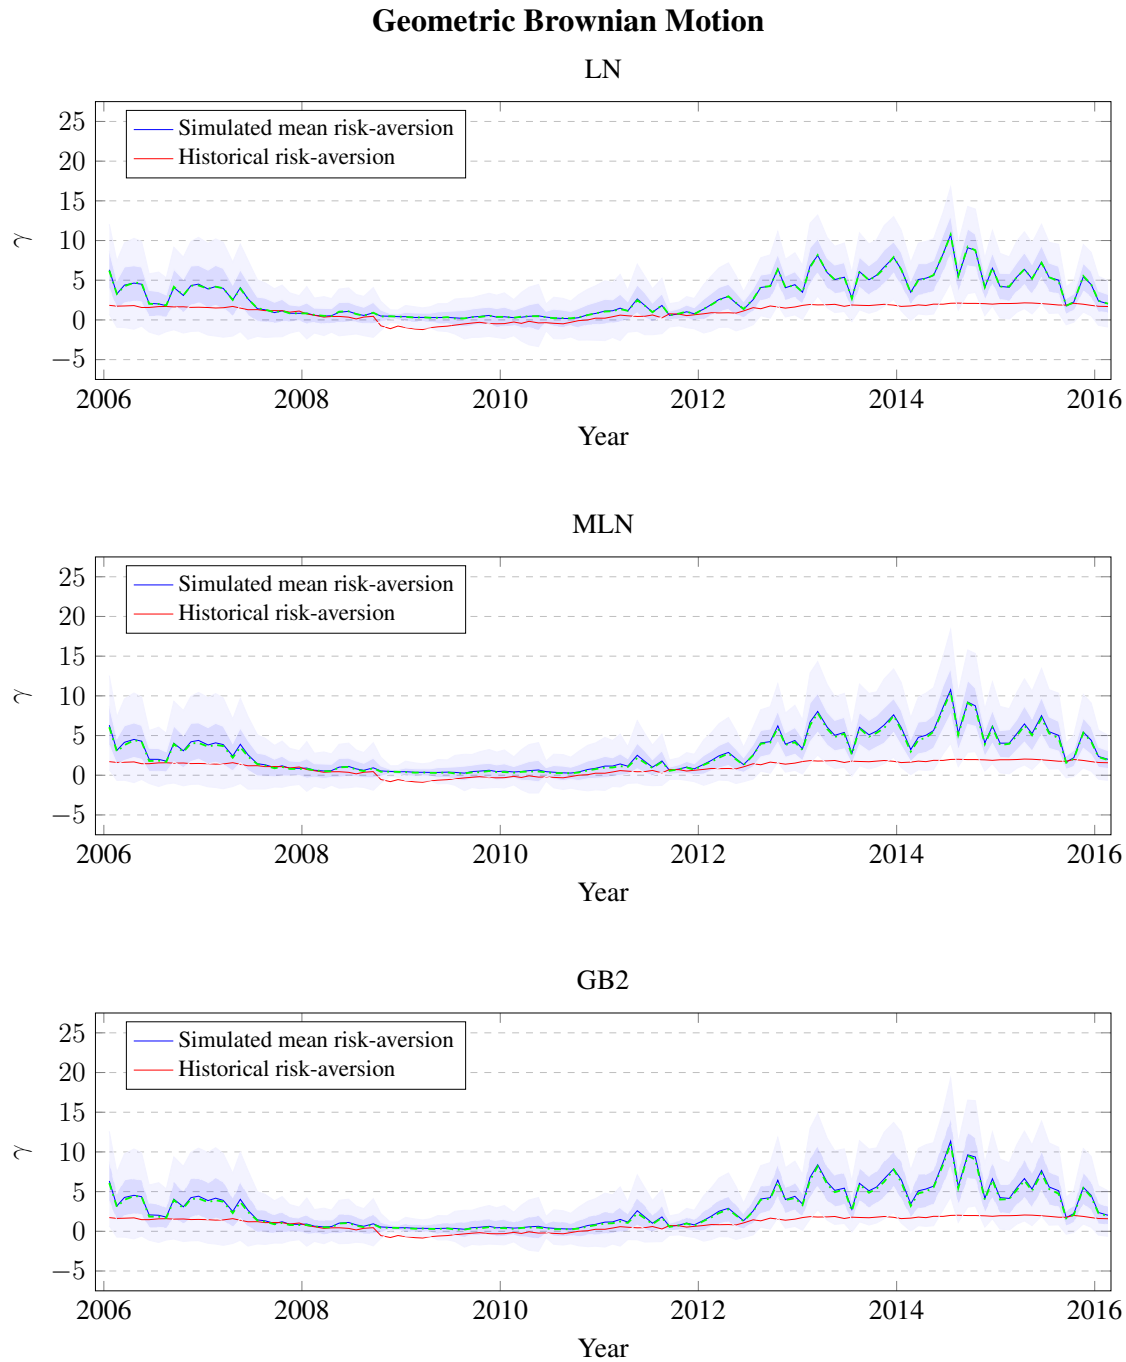 Geometric Brownian Motion
LN
25
20
15
10
5
0
−5
γ
Simulated mean risk-aversion
Historical risk-aversion
2006 2008 2010 2012 2014 2016
Year
MLN
25
20
15
10
5
0
−5
γ
Simulated mean risk-aversion
Historical risk-aversion
2006 2008 2010 2012 2014 2016
Year
GB2
25
20
15
10
5
0
−5
γ
Simulated mean risk-aversion
Historical risk-aversion
2006 2008 2010 2012 2014 2016
Year